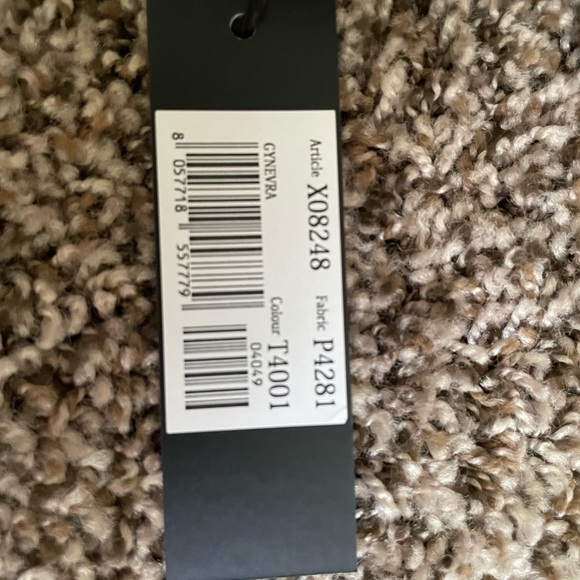 Article X08248 Fabric P4281
GYNEVRA Colour T4001
04049
8 057718 557779